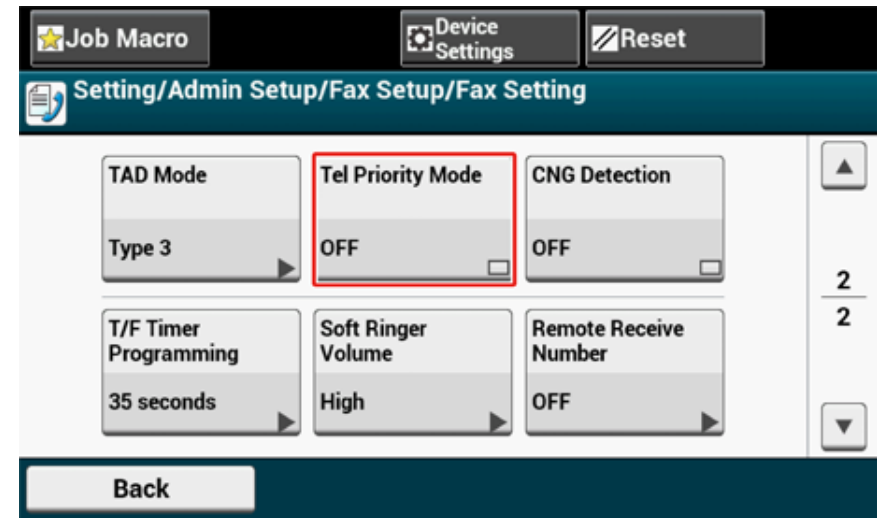 Job Macro
Device
Settings
Reset
Setting/Admin Setup/Fax Setup/Fax Setting
TAD Mode
Type 3
Tel Priority Mode
OFF
CNG Detection
OFF
2
2
T/F Timer
Programming
35 seconds
Soft Ringer
Volume
High
Remote Receive
Number
OFF
Back